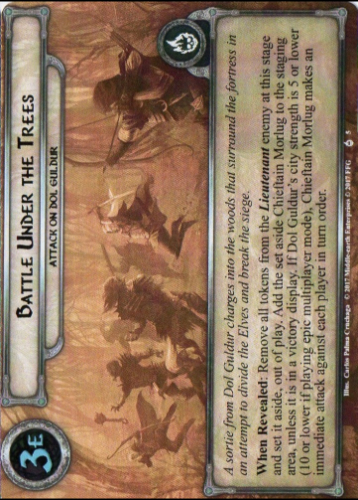 3E
BATTLE UNDER THE TREES
ATTACK ON DOL GULDUR
A sortie from Dol Guldur charges into the woods that surround the fortress in
an attempt to divide the Elves and break the siege.
When Revealed: Remove all tokens from the Lieutenant enemy at this stage
and set it aside, out of play. Add the set aside Chieftain Morlug to the staging
area, unless it is in a victory display. If Dol Guldur's city strength is 5 or lower
(10 or lower if playing epic multiplayer mode), Chieftain Morlug makes an
immediate attack against each player in turn order.
Illus. Carlos Palma Cruchaga © 2017 Middle-earth Enterprises © 2017 FFG 5